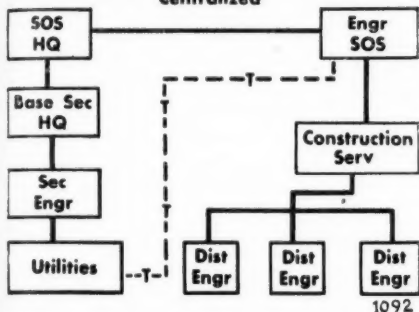 Centralized
SOS
HQ
Engr
SOS
T
Base Sec
HQ
T
Construction
Serv
Sec
Engr
T
Utilities
T
Dist
Engr
Dist
Engr
Dist
Engr
1092